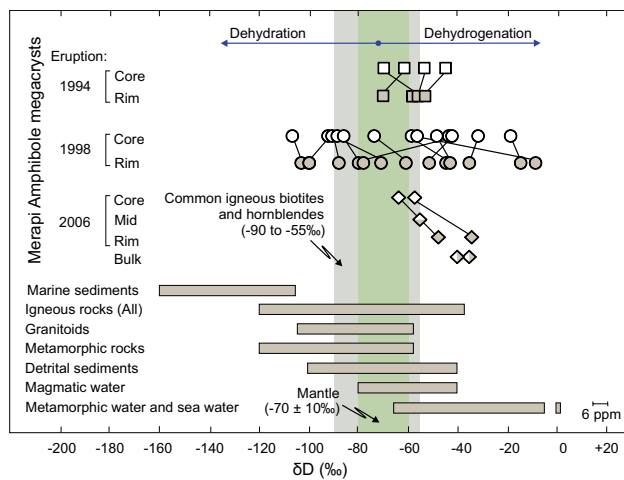 Dehydration Dehydrogenation
Merapi Amphibole megacrysts
Eruption:
1994
Core
Rim
1998
Core
Rim
2006
Core
Mid
Rim
Bulk
Common igneous biotites
and hornblendes
(-90 to -55‰)
Marine sediments
Igneous rocks (All)
Granitoids
Metamorphic rocks
Detrital sediments
Magmatic water
Metamorphic water and sea water
Mantle
(-70 ± 10‰)
6 ppm
-200 -180 -160 -140 -120 -100 -80 -60 -40 -20 ±0 +20
δD (‰)